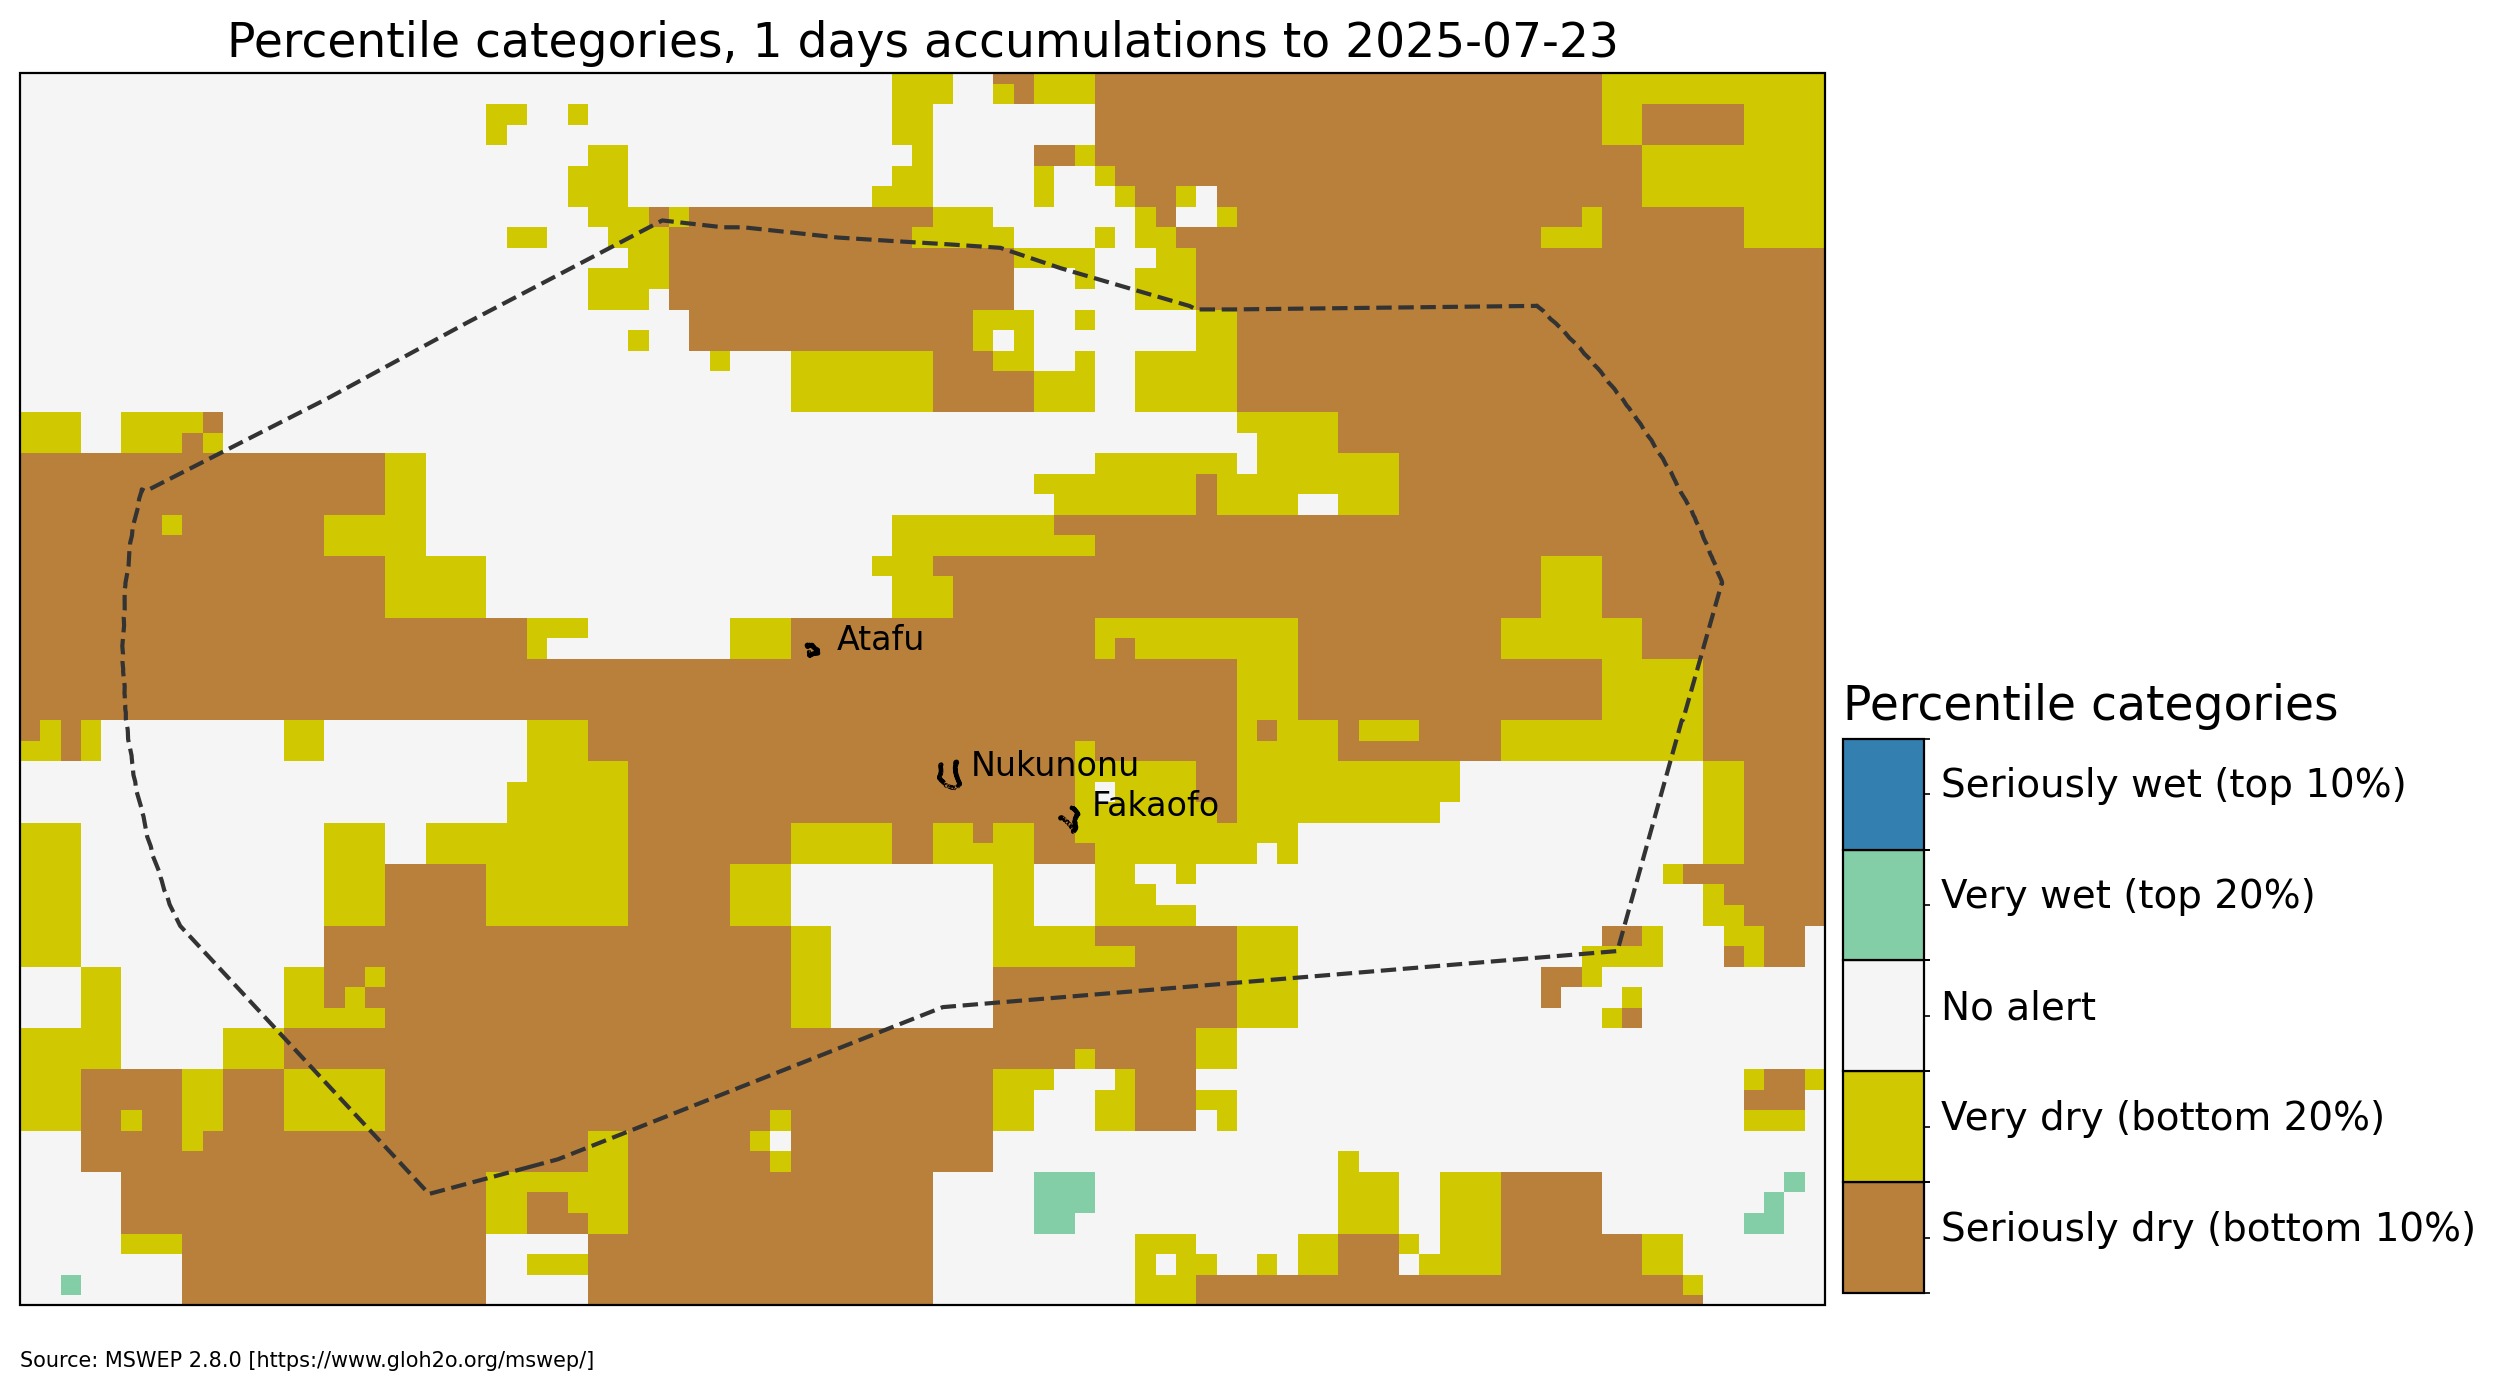 Percentile categories, 1 days accumulations to 2025-07-23
Atafu
Nukunonu
Fakaofo
Percentile categories
Seriously wet (top 10%)
Very wet (top 20%)
No alert
Very dry (bottom 20%)
Seriously dry (bottom 10%)
Source: MSWEP 2.8.0 [https://www.gloh2o.org/mswep/]